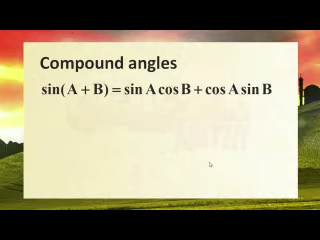 Compound angles
sin(A + B) = sin A cos B + cos A sin B